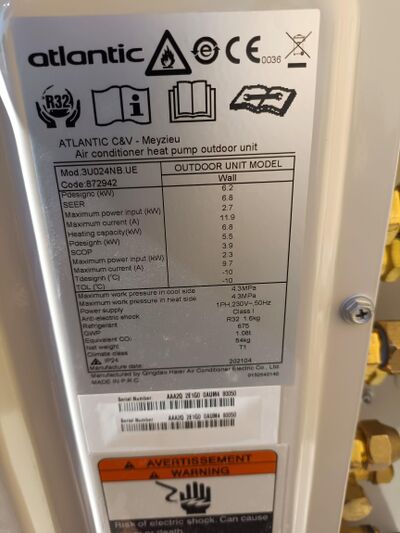 atlantic
CE 0036
R32
ATLANTIC C&V - Meyzieu
Air conditioner heat pump outdoor unit
Mod.3U024NB.UE OUTDOOR UNIT MODEL
Code:872942 Wall
Pdesignc (kW) 6.2
SEER 6.8
Maximum power input (kW) 2.7
Maximum current (A) 11.9
Heating capacity(kW) 6.8
Pdesignh (kW) 5.5
SCOP 3.9
Maximum power input (kW) 2.3
Maximum current (A) 9.7
Tdesignh (°C) -10
TOL (°C) -10
Maximum work pressure in cool side 4.3MPa
Maximum work pressure in heat side 4.3MPa
Power supply 1PH,230V~,50Hz
Anti-electric shock Class I
Refrigerant R32 1.6kg
GWP 675
Equivalent CO₂ 1.08t
Net weight 54kg
Climate class T1
IP24
Manufacture date: 202104
Manufactured by Qingdao Haier Air Conditioner Electric Co., Ltd.
MADE IN P.R.C
Serial Number
Serial Number
AVERTISSEMENT
WARNING
Risk of electric shock. Can cause
or death.